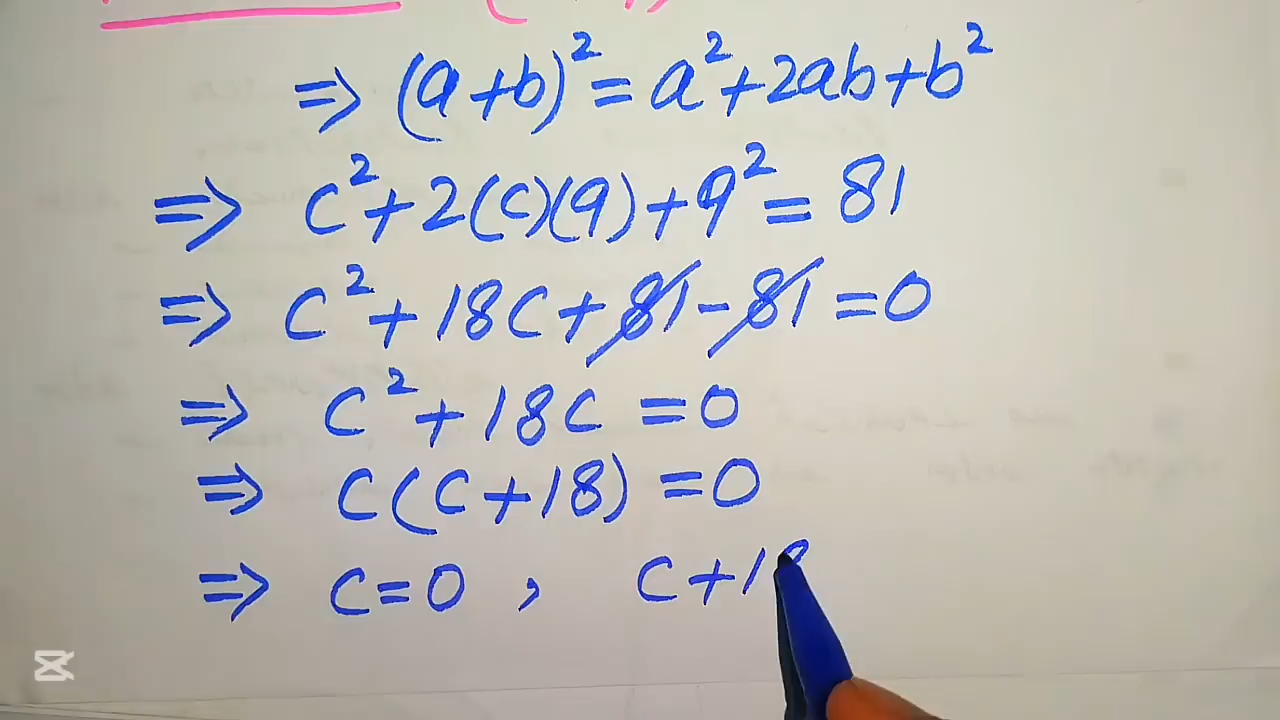 ⇒ (a+b)² = a²+2ab+b²
⇒ c²+2(c)(9)+9² = 81
⇒ c²+18c+81-81=0
⇒ c²+18c =0
⇒ c(c+18) =0
⇒ c=0 , c+18